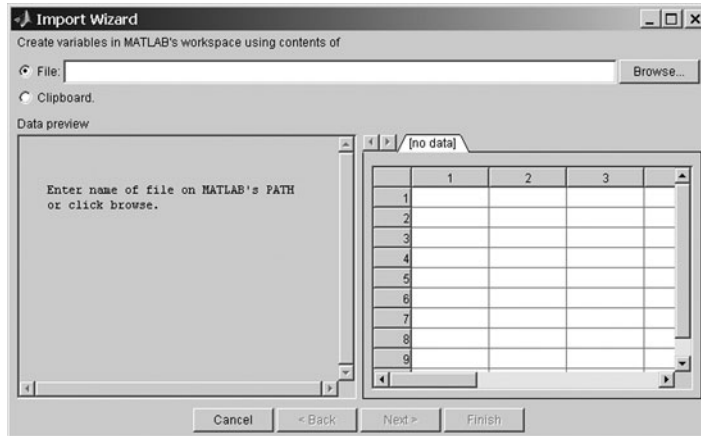 Import Wizard
Create variables in MATLAB's workspace using contents of
File:
Browse...
Clipboard.
Data preview
[no data]
Enter name of file on MATLAB's PATH
or click browse.
1 2 3
1
2
3
4
5
6
7
8
9
Cancel < Back Next > Finish